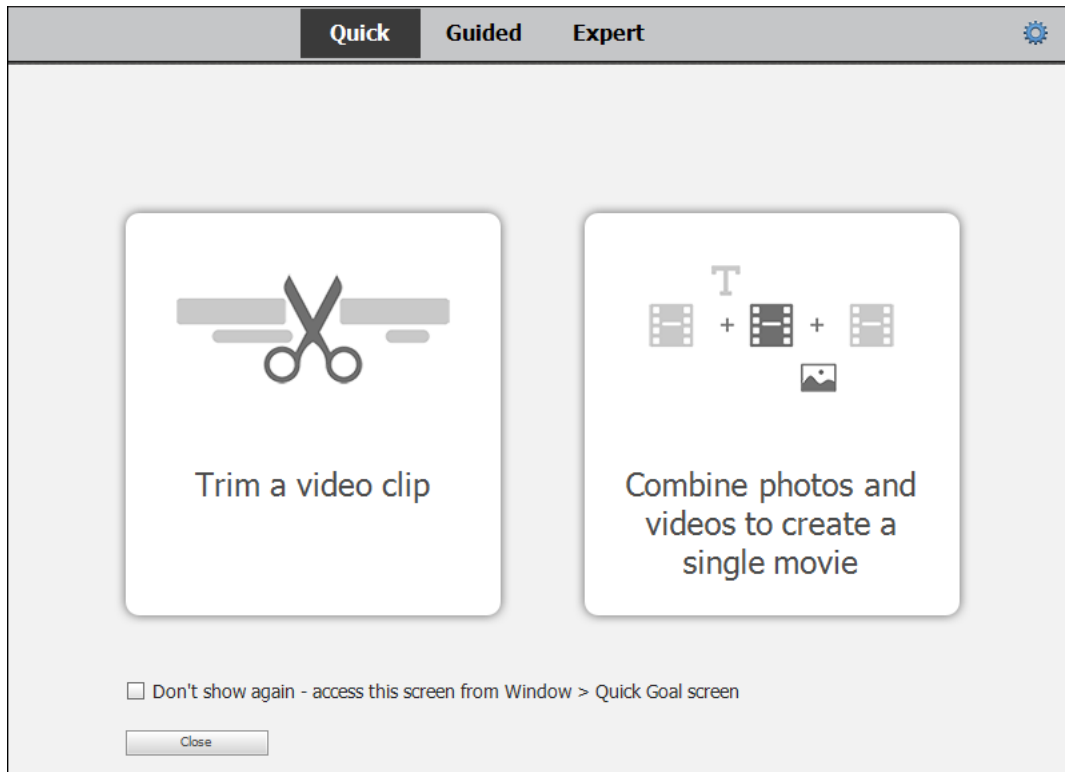 Quick Guided Expert
Trim a video clip
Combine photos and
videos to create a
single movie
Don't show again - access this screen from Window > Quick Goal screen
Close